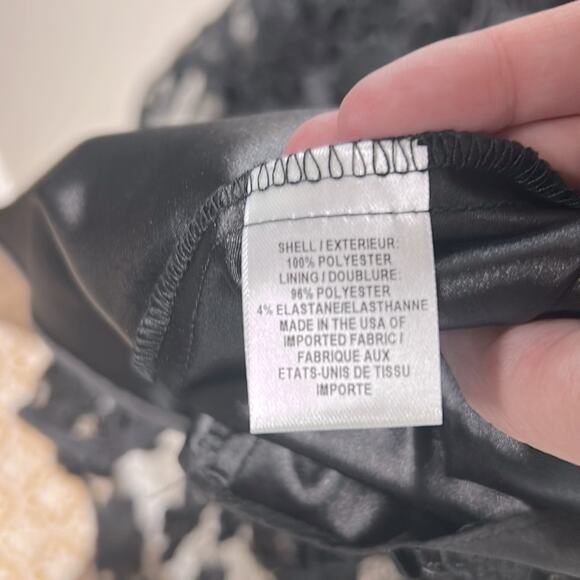 SHELL / EXTERIEUR:
100% POLYESTER
LINING / DOUBLURE:
96% POLYESTER
4% ELASTANE/ELASTHANNE
MADE IN THE USA OF
IMPORTED FABRIC /
FABRIQUE AUX
ETATS-UNIS DE TISSU
IMPORTE